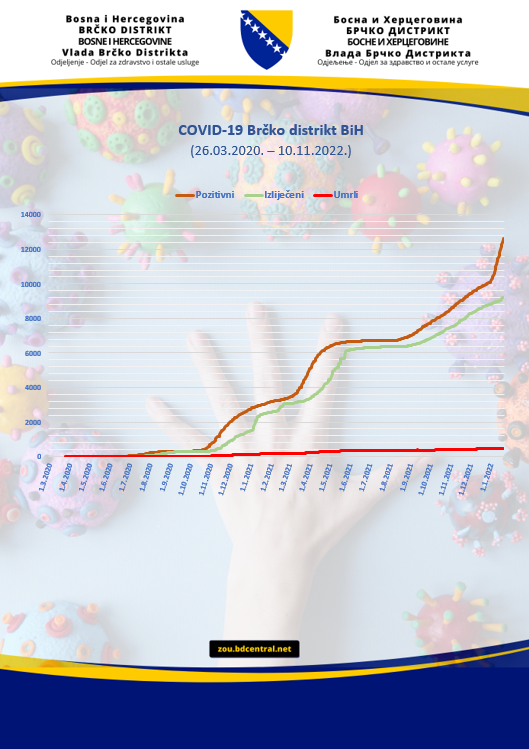 Bosna i Hercegovina
BRČKO DISTRIKT
BOSNE I HERCEGOVINE
Vlada Brčko Distrikta
Odjeljenje - Odjel za zdravstvo i ostale usluge
Босна и Херцеговина
БРЧКО ДИСТРИКТ
БОСНЕ И ХЕРЦЕГОВИНЕ
Влада Брчко Дистрикта
Одјељење - Одјел за здравство и остале услуге
COVID-19 Brčko distrikt BiH
(26.03.2020. – 10.11.2022.)
Pozitivni Izliječeni Umrli
14000
12000
10000
8000
6000
4000
2000
0
1.3.2020 1.4.2020 1.5.2020 1.6.2020 1.7.2020 1.8.2020 1.9.2020 1.10.2020 1.11.2020 1.12.2020 1.1.2021 1.2.2021 1.3.2021 1.4.2021 1.5.2021 1.6.2021 1.7.2021 1.8.2021 1.9.2021 1.10.2021 1.11.2021 1.12.2021 1.1.2022
zou.bdcentral.net